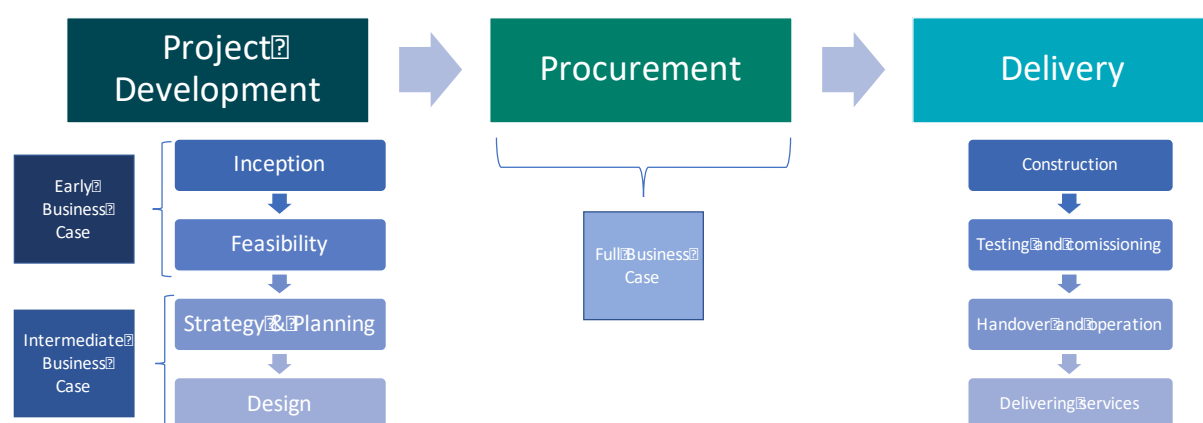 Project
Development
Procurement
Delivery
Early
Business
Case
Inception
Feasibility
Intermediate
Business
Case
Strategy & Planning
Design
Full Business
Case
Construction
Testing and comissioning
Handover and operation
Delivering services